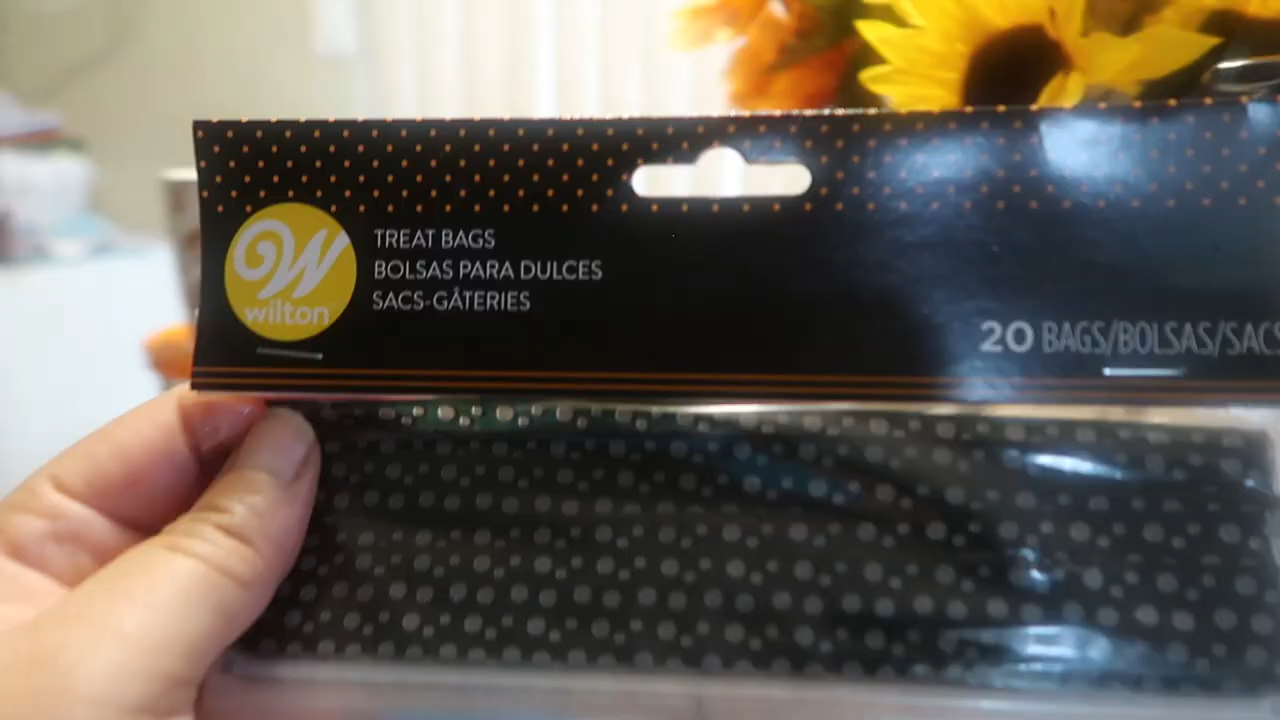 wilton
TREAT BAGS
BOLSAS PARA DULCES
SACS-GÂTERIES
20 BAGS/BOLSAS/SACS